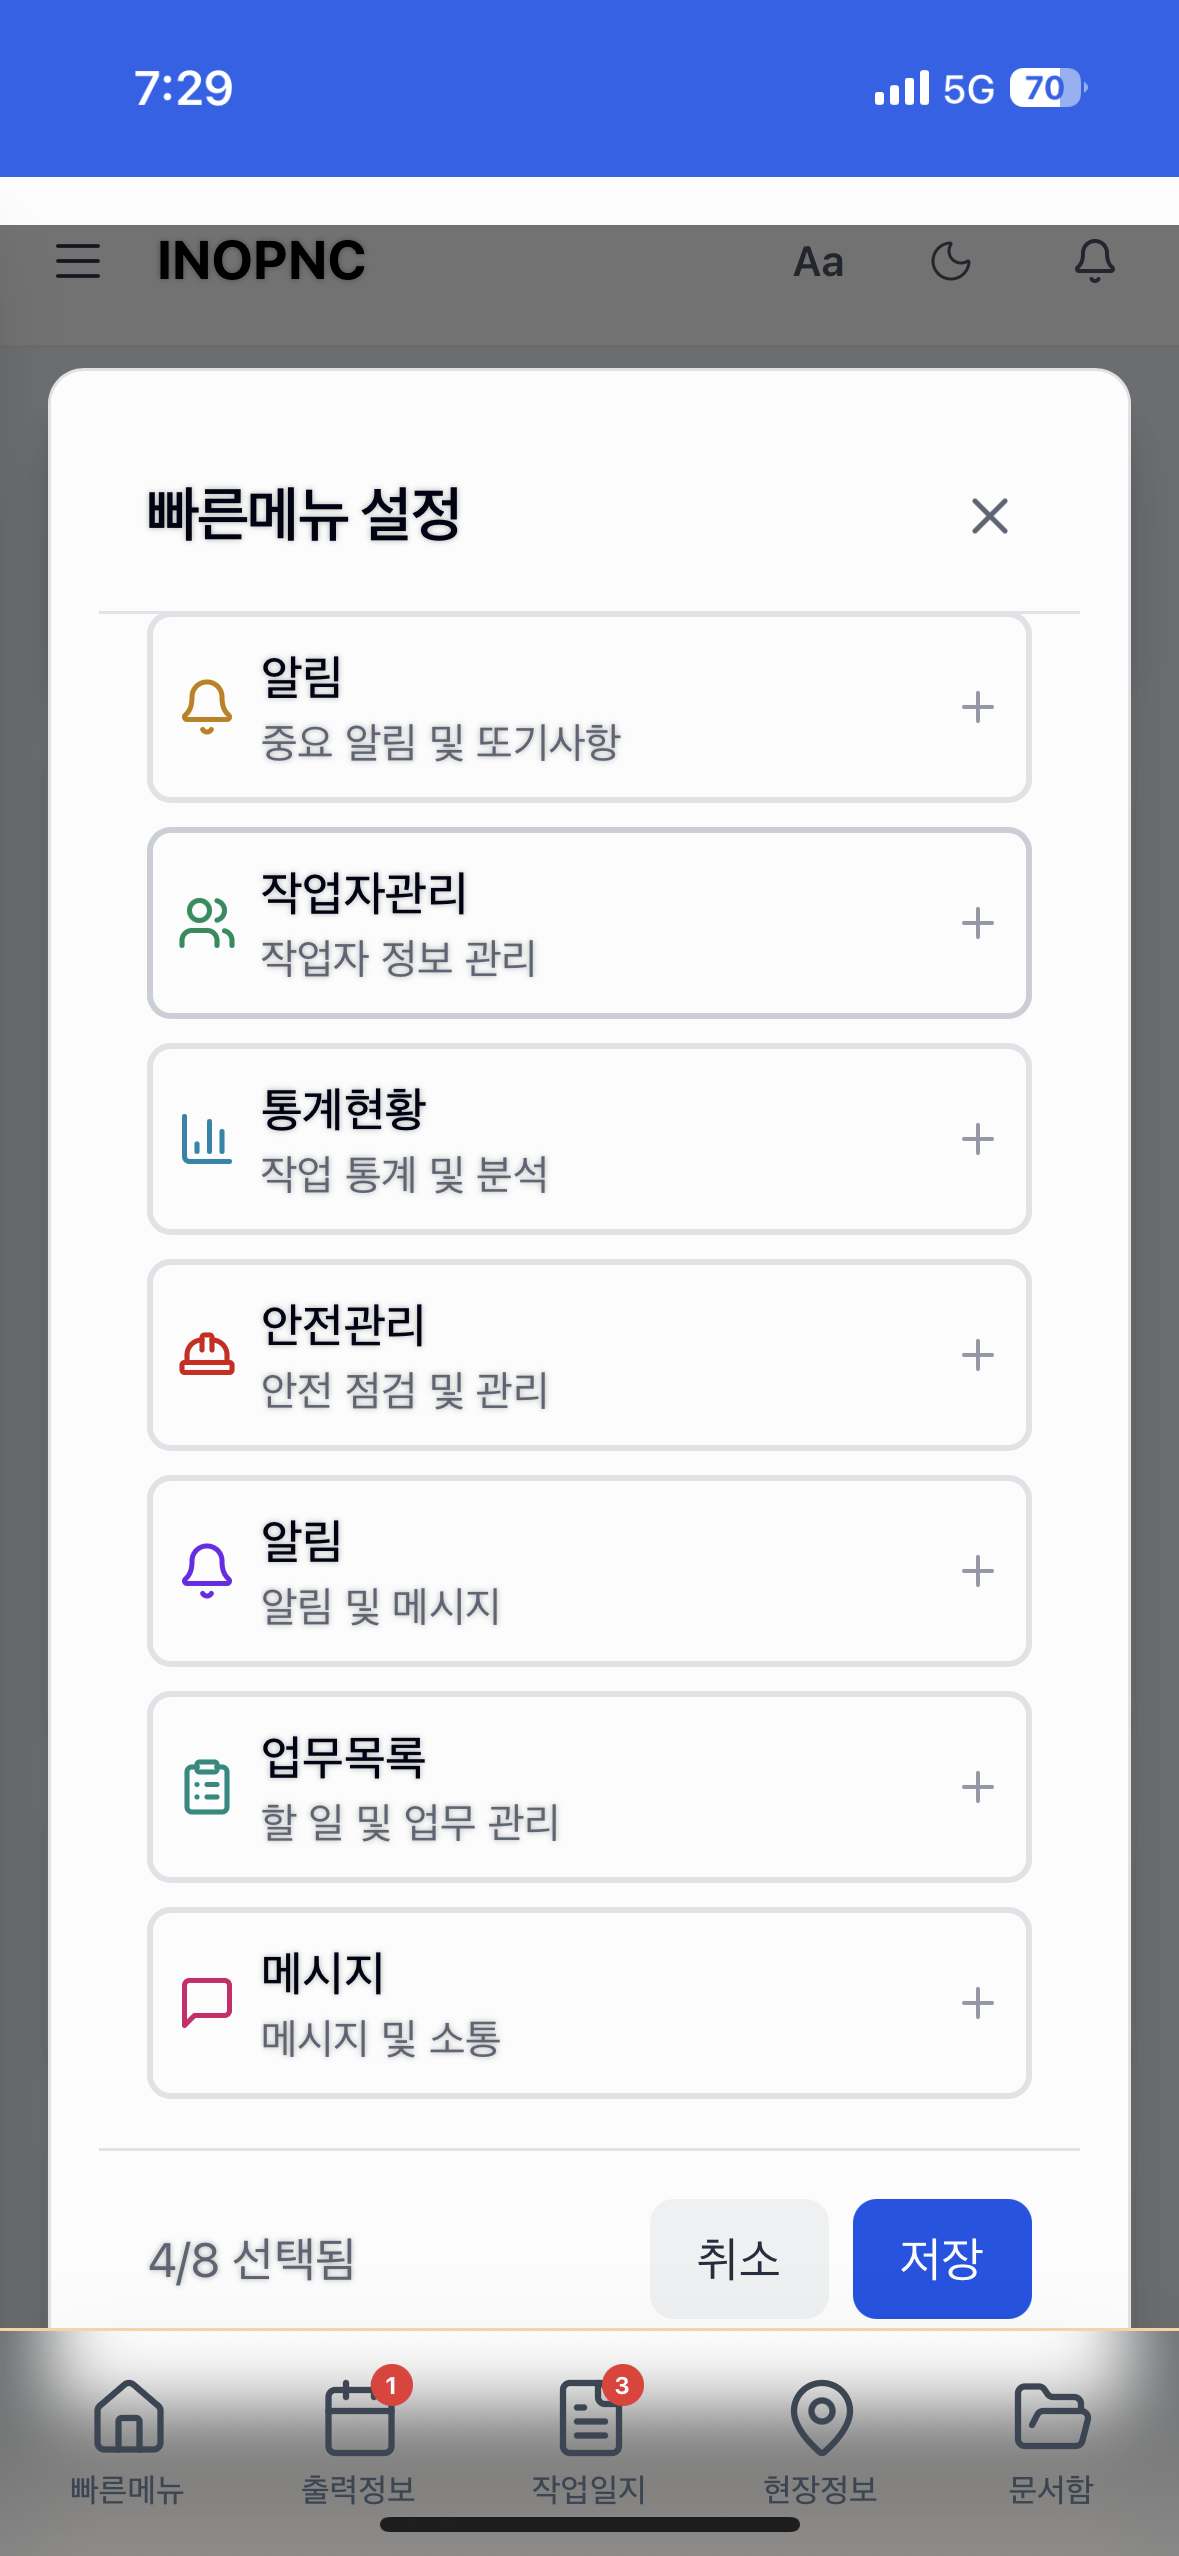 7:29
5G 70
INOPNC
Aa
빠른메뉴 설정
알림
중요 알림 및 또기사항
작업자관리
작업자 정보 관리
통계현황
작업 통계 및 분석
안전관리
안전 점검 및 관리
알림
알림 및 메시지
업무목록
할 일 및 업무 관리
메시지
메시지 및 소통
4/8 선택됨
취소
저장
1
3
빠른메뉴
출력정보
작업일지
현장정보
문서함